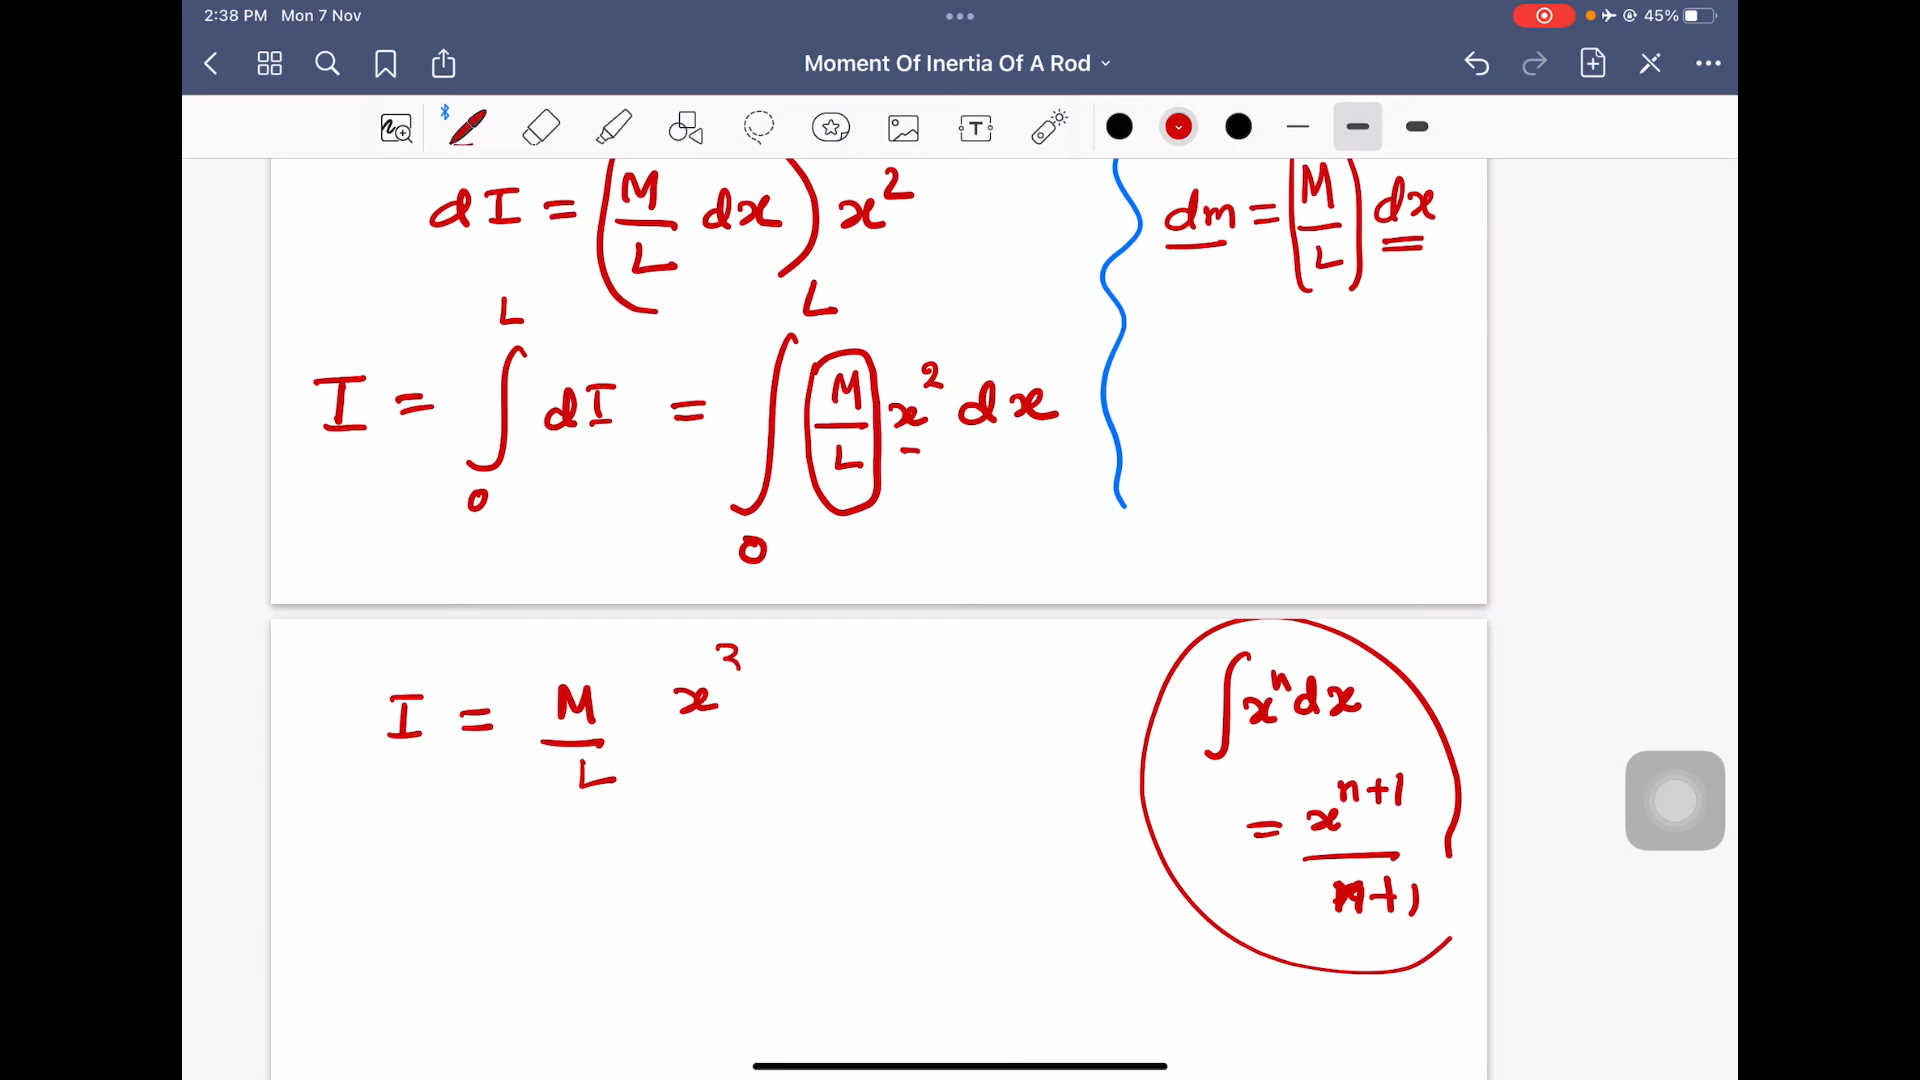 2:38 PM Mon 7 Nov
45%
Moment Of Inertia Of A Rod
dI = (M/L dx) x²
dm = (M/L) dx
I = ∫₀ᴸ dI = ∫₀ᴸ M/L x² dx
I = M/L x³
∫xⁿdx
= xⁿ⁺¹/n+1